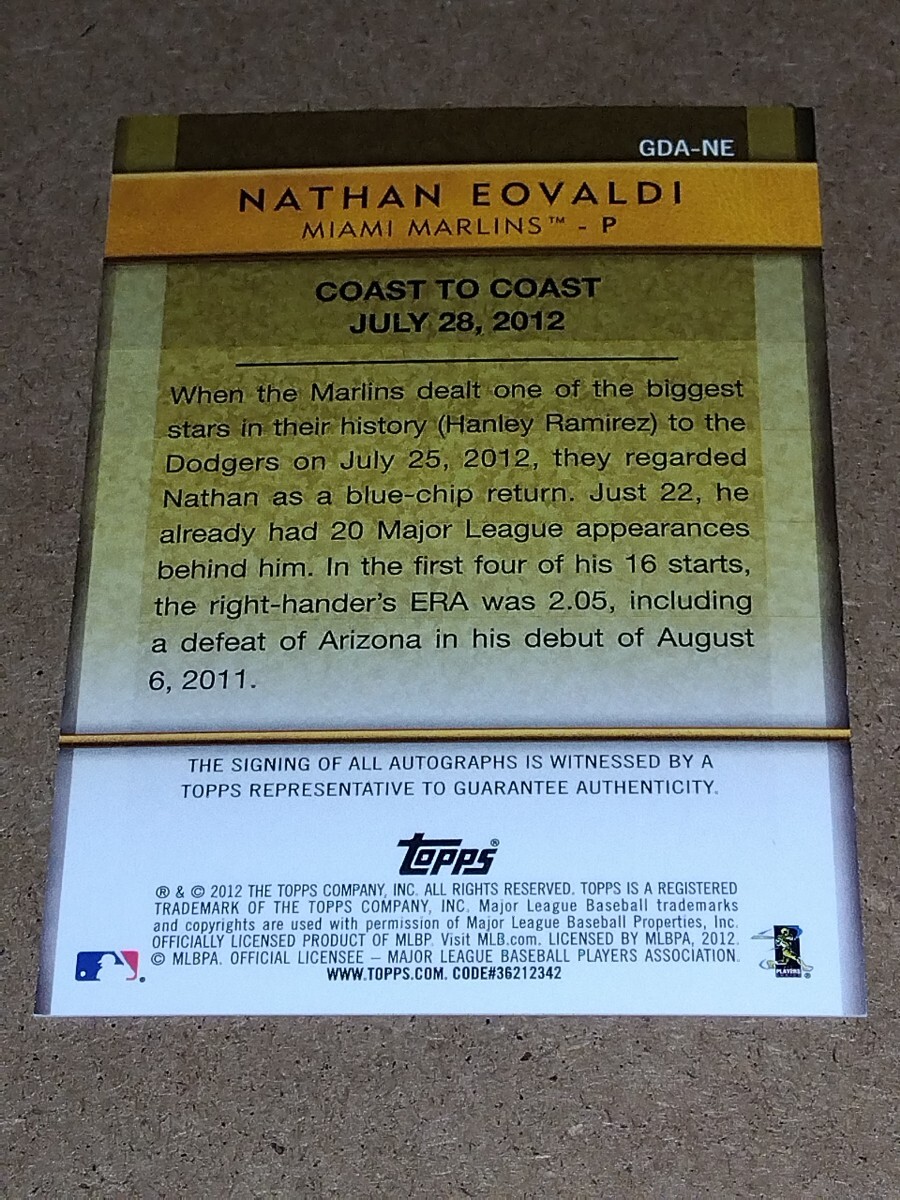 GDA-NE
NATHAN EOVALDI
MIAMI MARLINS™ - P
COAST TO COAST
JULY 28, 2012
When the Marlins dealt one of the biggest
stars in their history (Hanley Ramirez) to the
Dodgers on July 25, 2012, they regarded
Nathan as a blue-chip return. Just 22, he
already had 20 Major League appearances
behind him. In the first four of his 16 starts,
the right-hander's ERA was 2.05, including
a defeat of Arizona in his debut of August
6, 2011.
THE SIGNING OF ALL AUTOGRAPHS IS WITNESSED BY A
TOPPS REPRESENTATIVE TO GUARANTEE AUTHENTICITY.
topps®
® & © 2012 THE TOPPS COMPANY, INC. ALL RIGHTS RESERVED. TOPPS IS A REGISTERED
TRADEMARK OF THE TOPPS COMPANY, INC. Major League Baseball trademarks
and copyrights are used with permission of Major League Baseball Properties, Inc.
OFFICIALLY LICENSED PRODUCT OF MLBP. Visit MLB.com. LICENSED BY MLBPA, 2012.
© MLBPA. OFFICIAL LICENSEE – MAJOR LEAGUE BASEBALL PLAYERS ASSOCIATION.
WWW.TOPPS.COM. CODE#36212342
PLAYERS